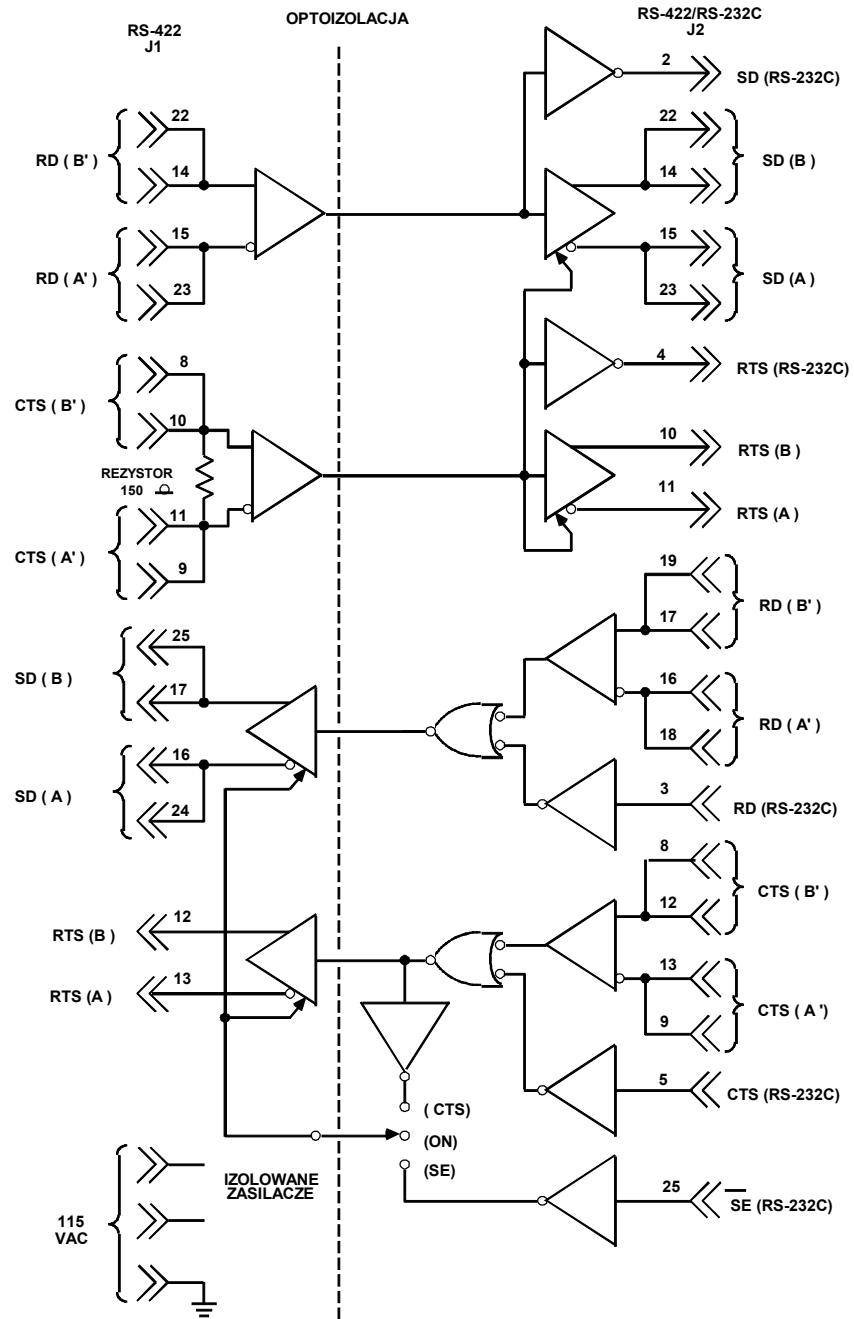 RS-422
J1
OPTOIZOLACJA
RS-422/RS-232C
J2
2
SD (RS-232C)
22
RD ( B' )
14
22
SD (B )
14
15
RD ( A' )
23
15
SD (A )
23
8
CTS ( B' )
10
4
RTS (RS-232C)
REZYSTOR
150
10
RTS (B )
11
RTS (A )
11
CTS ( A' )
9
19
RD ( B' )
17
25
SD ( B )
17
16
RD ( A' )
18
16
SD ( A )
24
3
RD (RS-232C)
8
CTS ( B' )
12
12
RTS (B )
13
RTS (A )
13
CTS ( A ' )
9
5
CTS (RS-232C)
( CTS)
(ON)
(SE)
IZOLOWANE
ZASILACZE
25
SE (RS-232C)
115
VAC